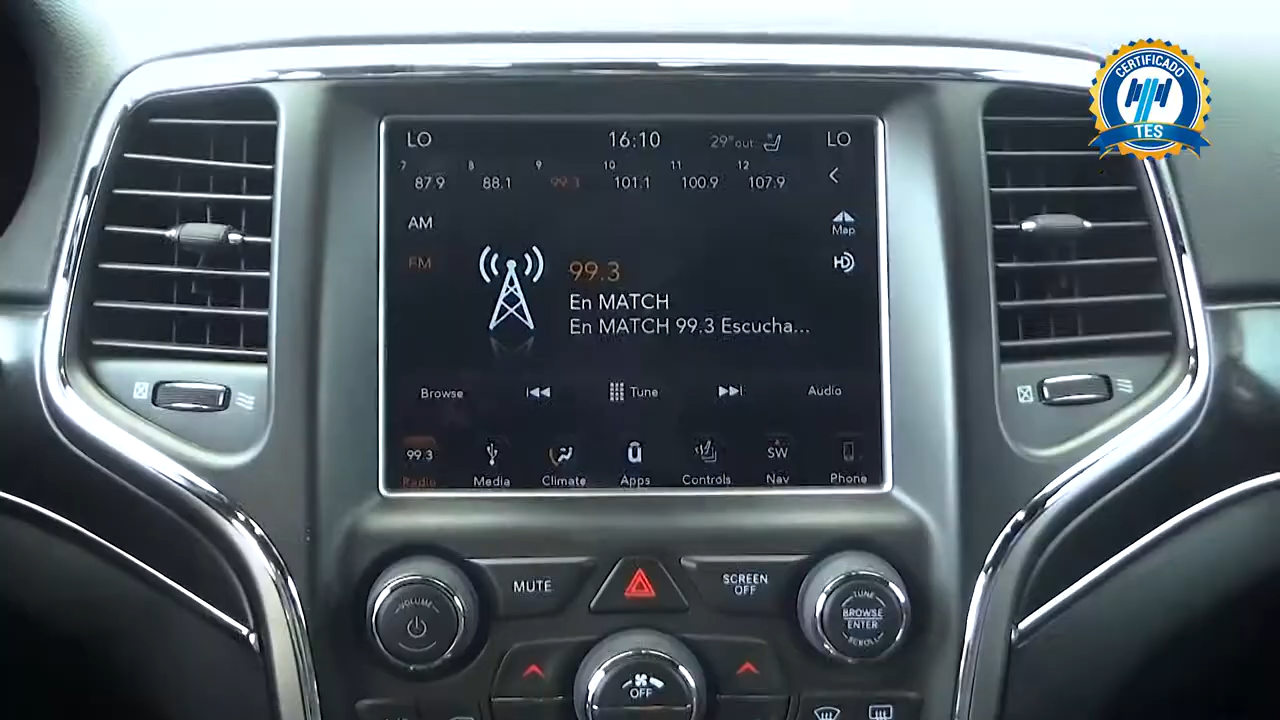 CERTIFICADO
TES
LO 16:10 29° out LO
7 8 9 10 11 12
87.9 88.1 99.3 101.1 100.9 107.9
AM
Map
FM
HD
99.3
En MATCH
En MATCH 99.3 Escucha...
Browse Tune Audio
99.3 SW
Radio Media Climate Apps Controls Nav Phone
MUTE
SCREEN
OFF
VOLUME
TUNE
BROWSE
ENTER
SCROLL
OFF